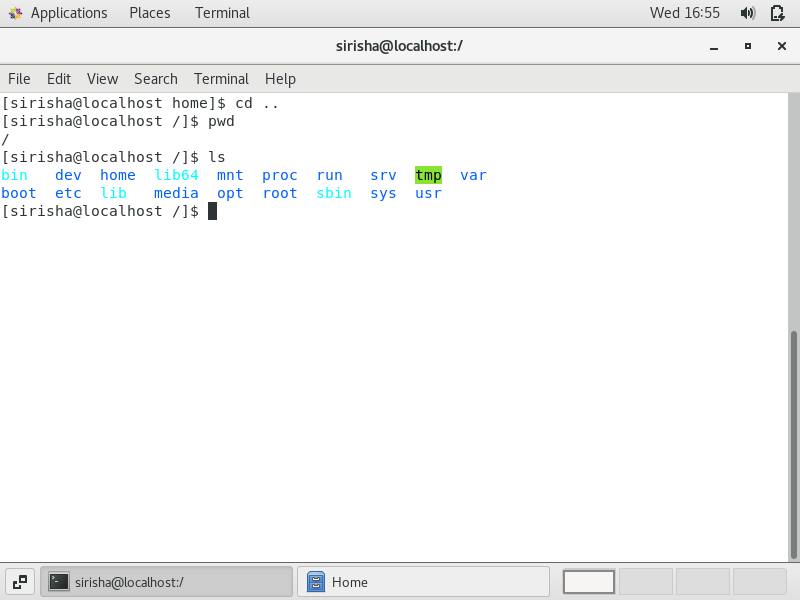 Applications Places Terminal Wed 16:55
sirisha@localhost:/
File Edit View Search Terminal Help
[sirisha@localhost home]$ cd ..
[sirisha@localhost /]$ pwd
/
[sirisha@localhost /]$ ls
bin dev home lib64 mnt proc run srv tmp var
boot etc lib media opt root sbin sys usr
[sirisha@localhost /]$
sirisha@localhost:/ Home